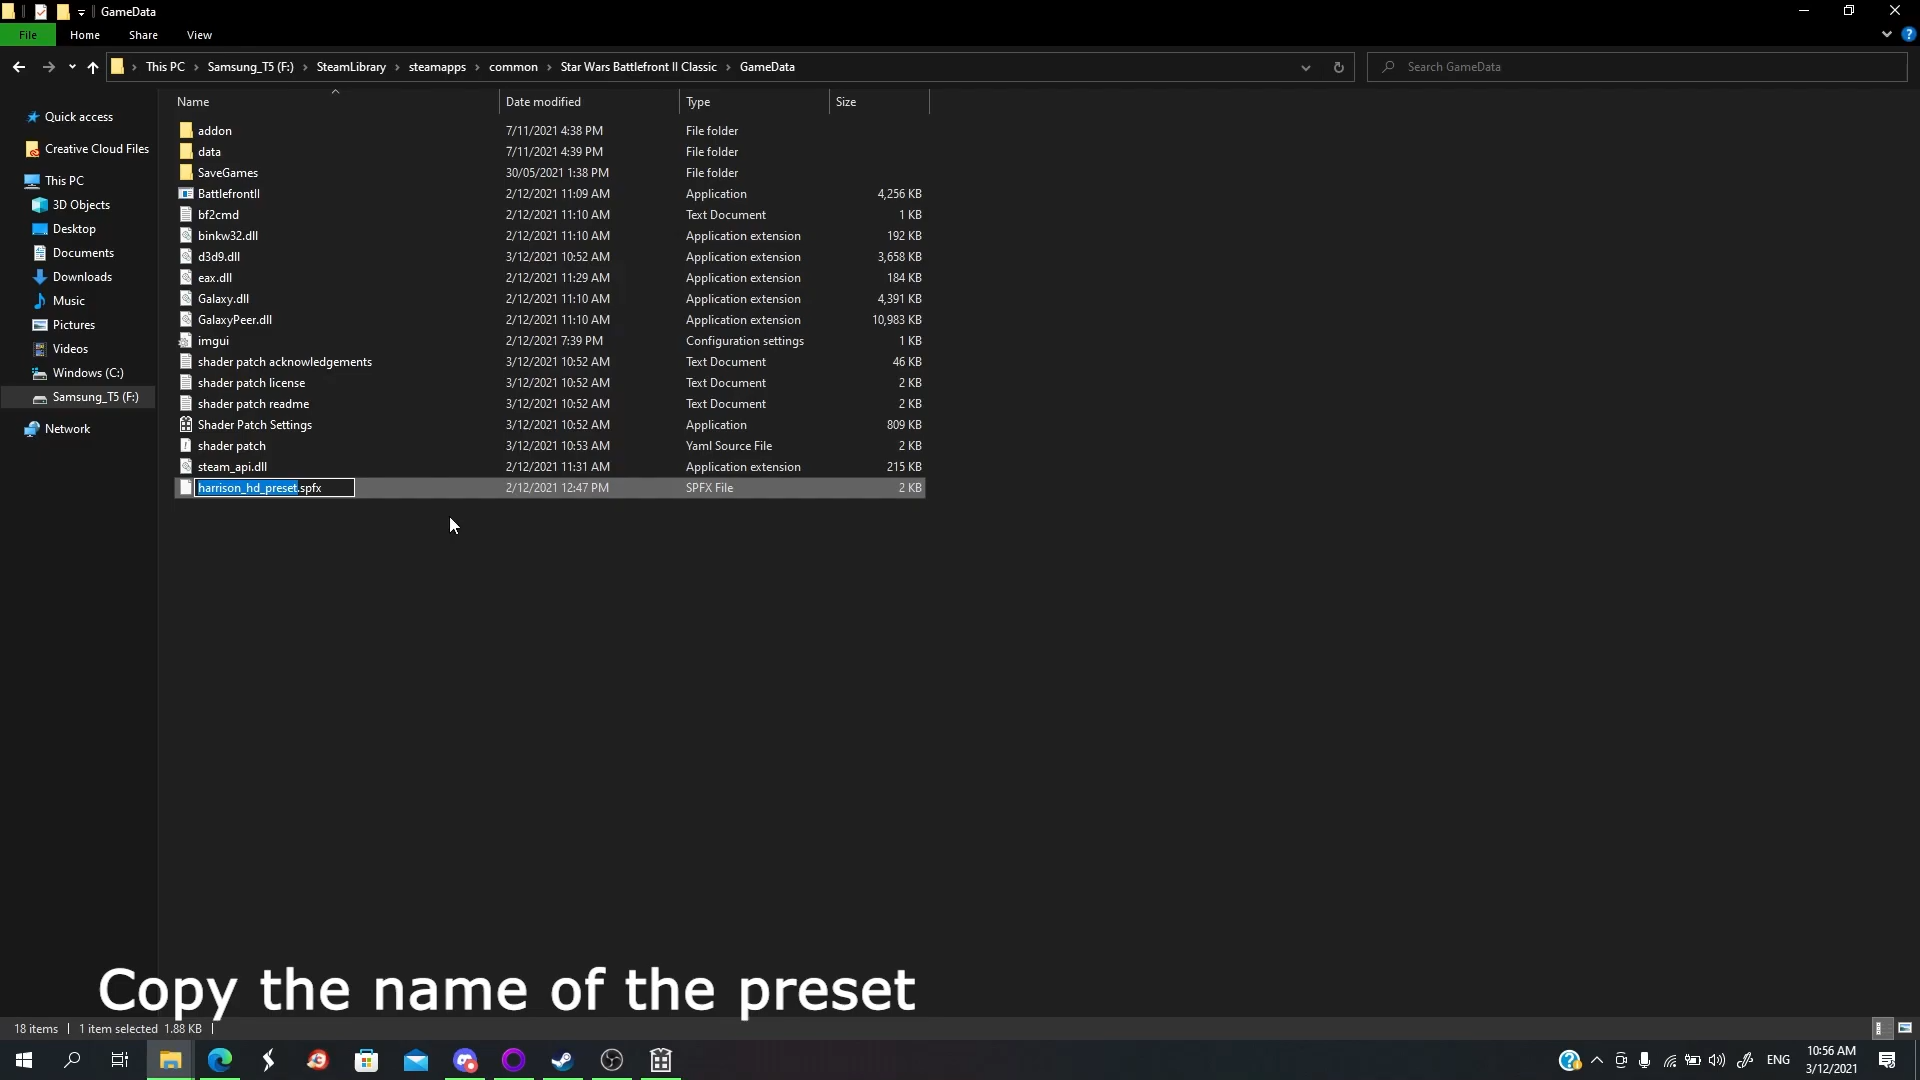 GameData
File Home Share View
This PC Samsung_T5 (F:) SteamLibrary steamapps common Star Wars Battlefront II Classic GameData Search GameData
Name Date modified Type Size
Quick access
Creative Cloud Files
This PC
3D Objects
Desktop
Documents
Downloads
Music
Pictures
Videos
Windows (C:)
Samsung_T5 (F:)
Network
addon 7/11/2021 4:38 PM File folder
data 7/11/2021 4:39 PM File folder
SaveGames 30/05/2021 1:38 PM File folder
BattlefrontII 2/12/2021 11:09 AM Application 4,256 KB
bf2cmd 2/12/2021 11:10 AM Text Document 1 KB
binkw32.dll 2/12/2021 11:10 AM Application extension 192 KB
d3d9.dll 3/12/2021 10:52 AM Application extension 3,658 KB
eax.dll 2/12/2021 11:29 AM Application extension 184 KB
Galaxy.dll 2/12/2021 11:10 AM Application extension 4,391 KB
GalaxyPeer.dll 2/12/2021 11:10 AM Application extension 10,983 KB
imgui 2/12/2021 7:39 PM Configuration settings 1 KB
shader patch acknowledgements 3/12/2021 10:52 AM Text Document 46 KB
shader patch license 3/12/2021 10:52 AM Text Document 2 KB
shader patch readme 3/12/2021 10:52 AM Text Document 2 KB
Shader Patch Settings 3/12/2021 10:52 AM Application 809 KB
shader patch 3/12/2021 10:53 AM Yaml Source File 2 KB
steam_api.dll 2/12/2021 11:31 AM Application extension 215 KB
harrison_hd_preset.spfx 2/12/2021 12:47 PM SPFX File 2 KB
Copy the name of the preset
18 items 1 item selected 1.88 KB
ENG 10:56 AM
3/12/2021